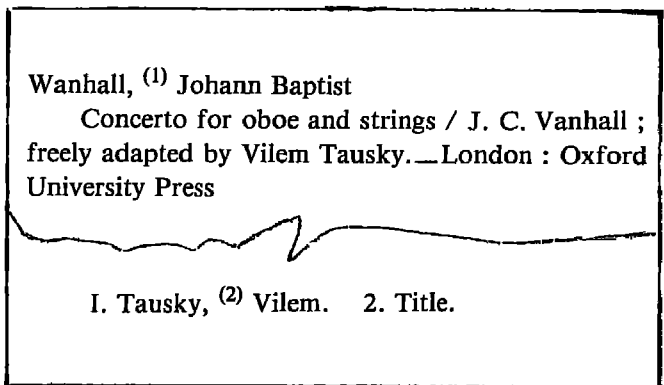 Wanhall, (1) Johann Baptist
Concerto for oboe and strings / J. C. Vanhall ;
freely adapted by Vilem Tausky.—London : Oxford
University Press
I. Tausky, (2) Vilem. 2. Title.